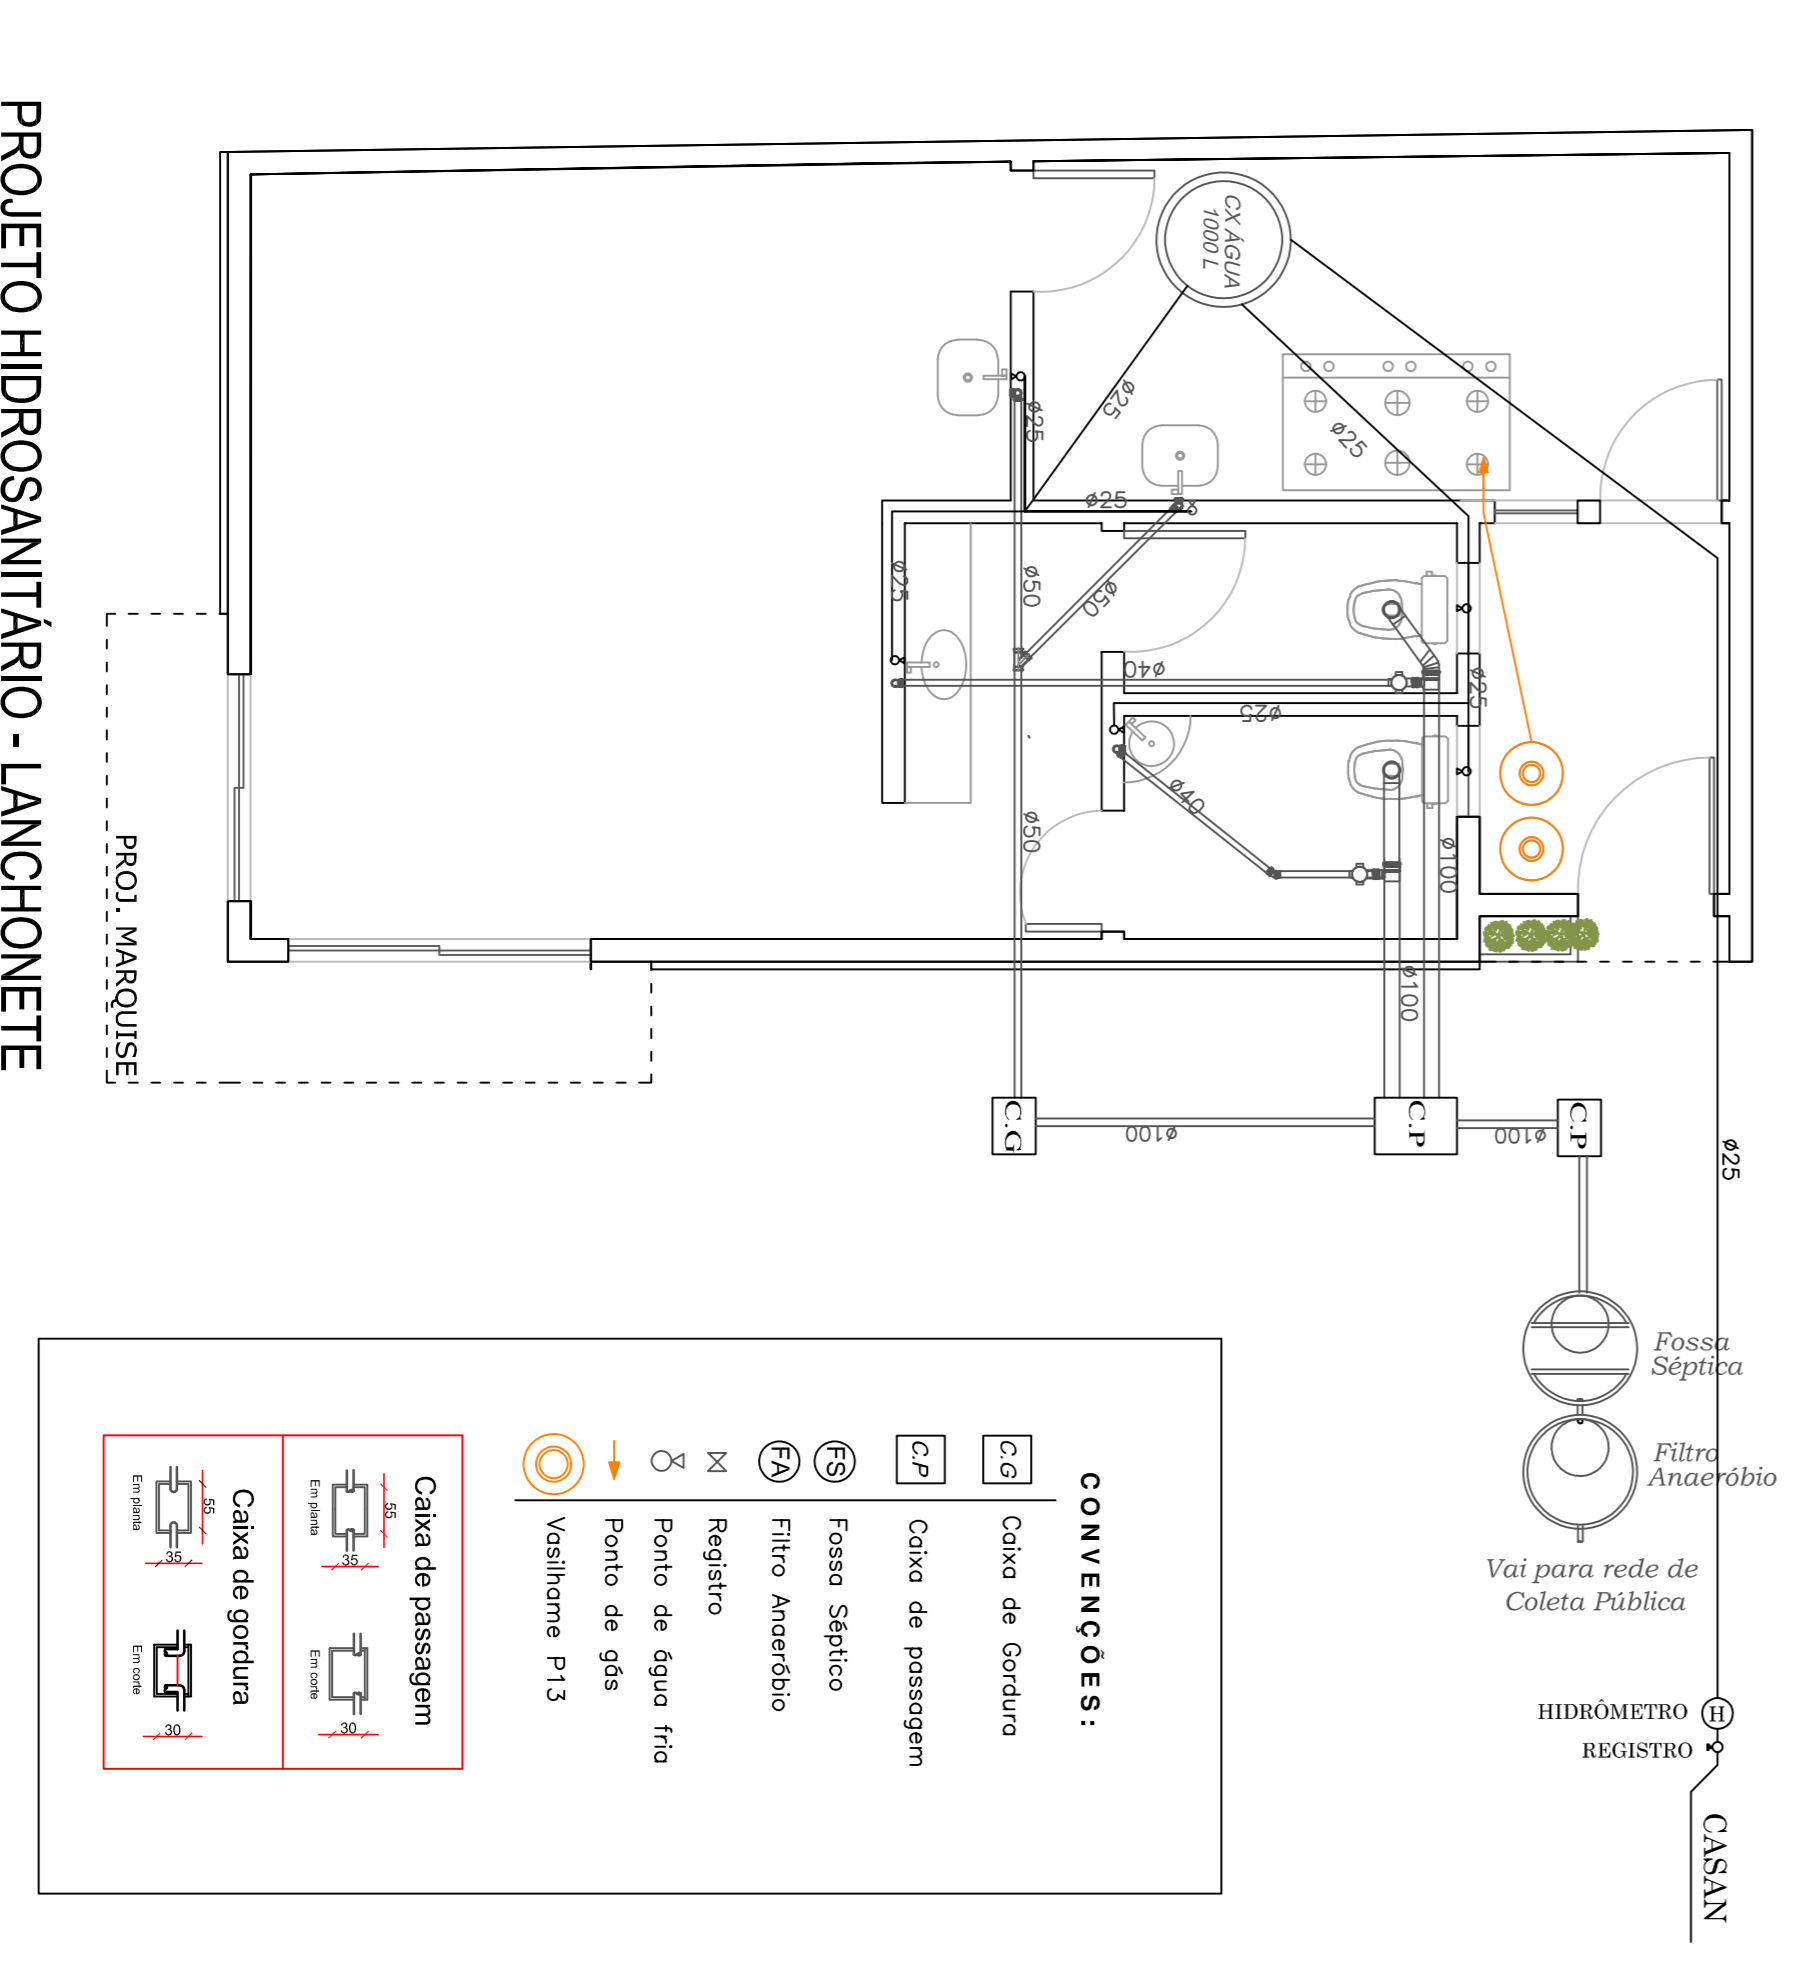 PROJETO HIDROSSANITÁRIO - LANCHONETE
CX ÁGUA
1000 L
ø25
ø25
ø25
ø25
ø25
ø50
ø50
ø40
ø25
ø25
ø40
ø50
ø100
ø100
PROJ. MARQUISE
C.G
ø100
C.P
ø100
C.P
ø25
Fossa
Séptica
Filtro
Anaeróbio
Vai para rede de
Coleta Pública
HIDRÔMETRO
H
REGISTRO
CASAN
CONVENÇÕES:
C.G Caixa de Gordura
C.P Caixa de passagem
FS Fossa Séptico
FA Filtro Anaeróbio
Registro
Ponto de água fria
Ponto de gás
Vasilhame P13
Caixa de passagem
55
35
30
Em planta
Em corte
Caixa de gordura
55
35
30
Em planta
Em corte